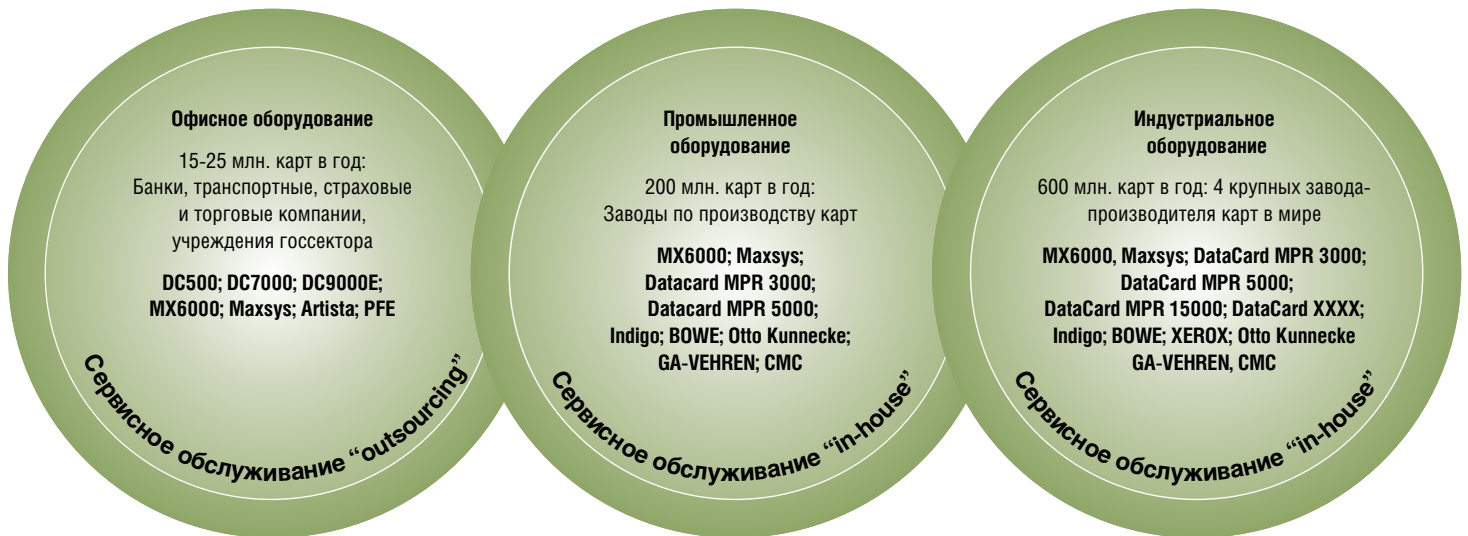 Офисное оборудование
15-25 млн. карт в год:
Банки, транспортные, страховые
и торговые компании,
учреждения госсектора
DC500; DC7000; DC9000E;
MX6000; Maxsys; Artista; PFE
Сервисное обслуживание “outsourcing”
Промышленное
оборудование
200 млн. карт в год:
Заводы по производству карт
MX6000; Maxsys;
Datacard MPR 3000;
Datacard MPR 5000;
Indigo; BOWE; Otto Kunnecke;
GA-VEHREN; CMC
Сервисное обслуживание “in-house”
Индустриальное
оборудование
600 млн. карт в год: 4 крупных завода-
производителя карт в мире
MX6000, Maxsys; DataCard MPR 3000;
DataCard MPR 5000;
DataCard MPR 15000; DataCard XXXX;
Indigo; BOWE; XEROX; Otto Kunnecke
GA-VEHREN, CMC
Сервисное обслуживание “in-house”